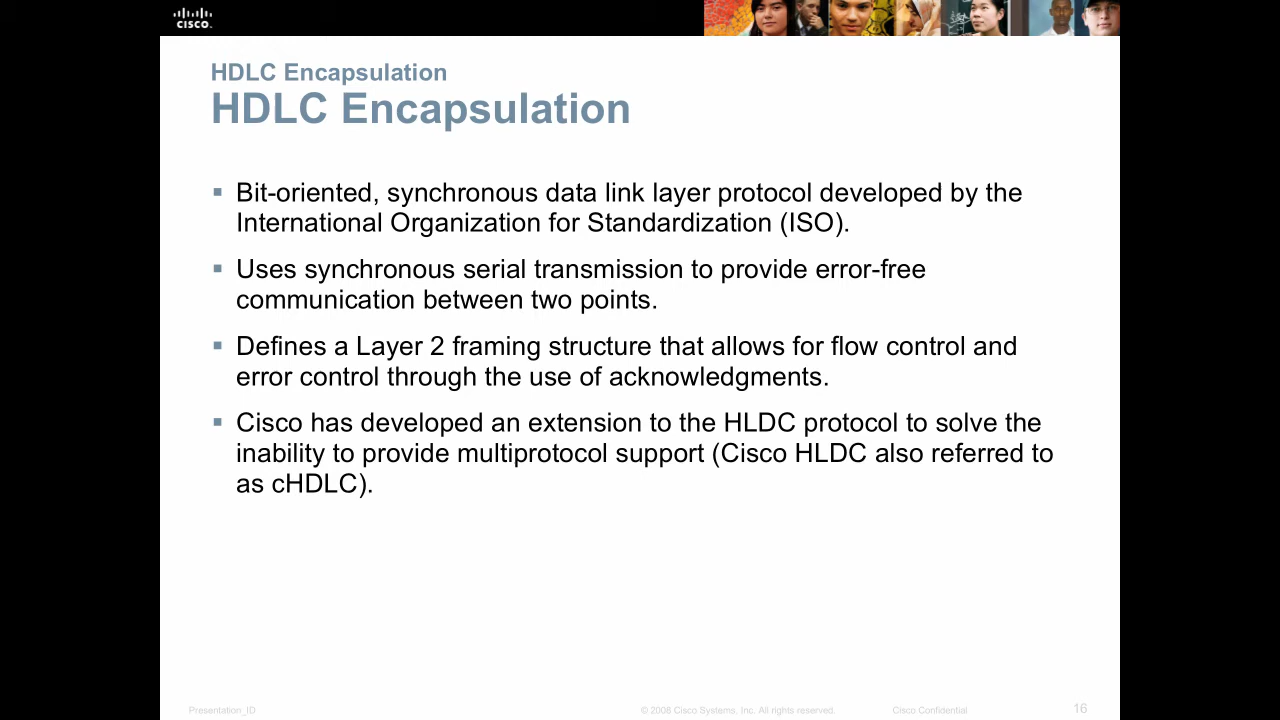 CISCO.
HDLC Encapsulation
HDLC Encapsulation
Bit-oriented, synchronous data link layer protocol developed by the
International Organization for Standardization (ISO).
Uses synchronous serial transmission to provide error-free
communication between two points.
Defines a Layer 2 framing structure that allows for flow control and
error control through the use of acknowledgments.
Cisco has developed an extension to the HLDC protocol to solve the
inability to provide multiprotocol support (Cisco HLDC also referred to
as cHDLC).
Presentation_ID
© 2008 Cisco Systems, Inc. All rights reserved.
Cisco Confidential
16